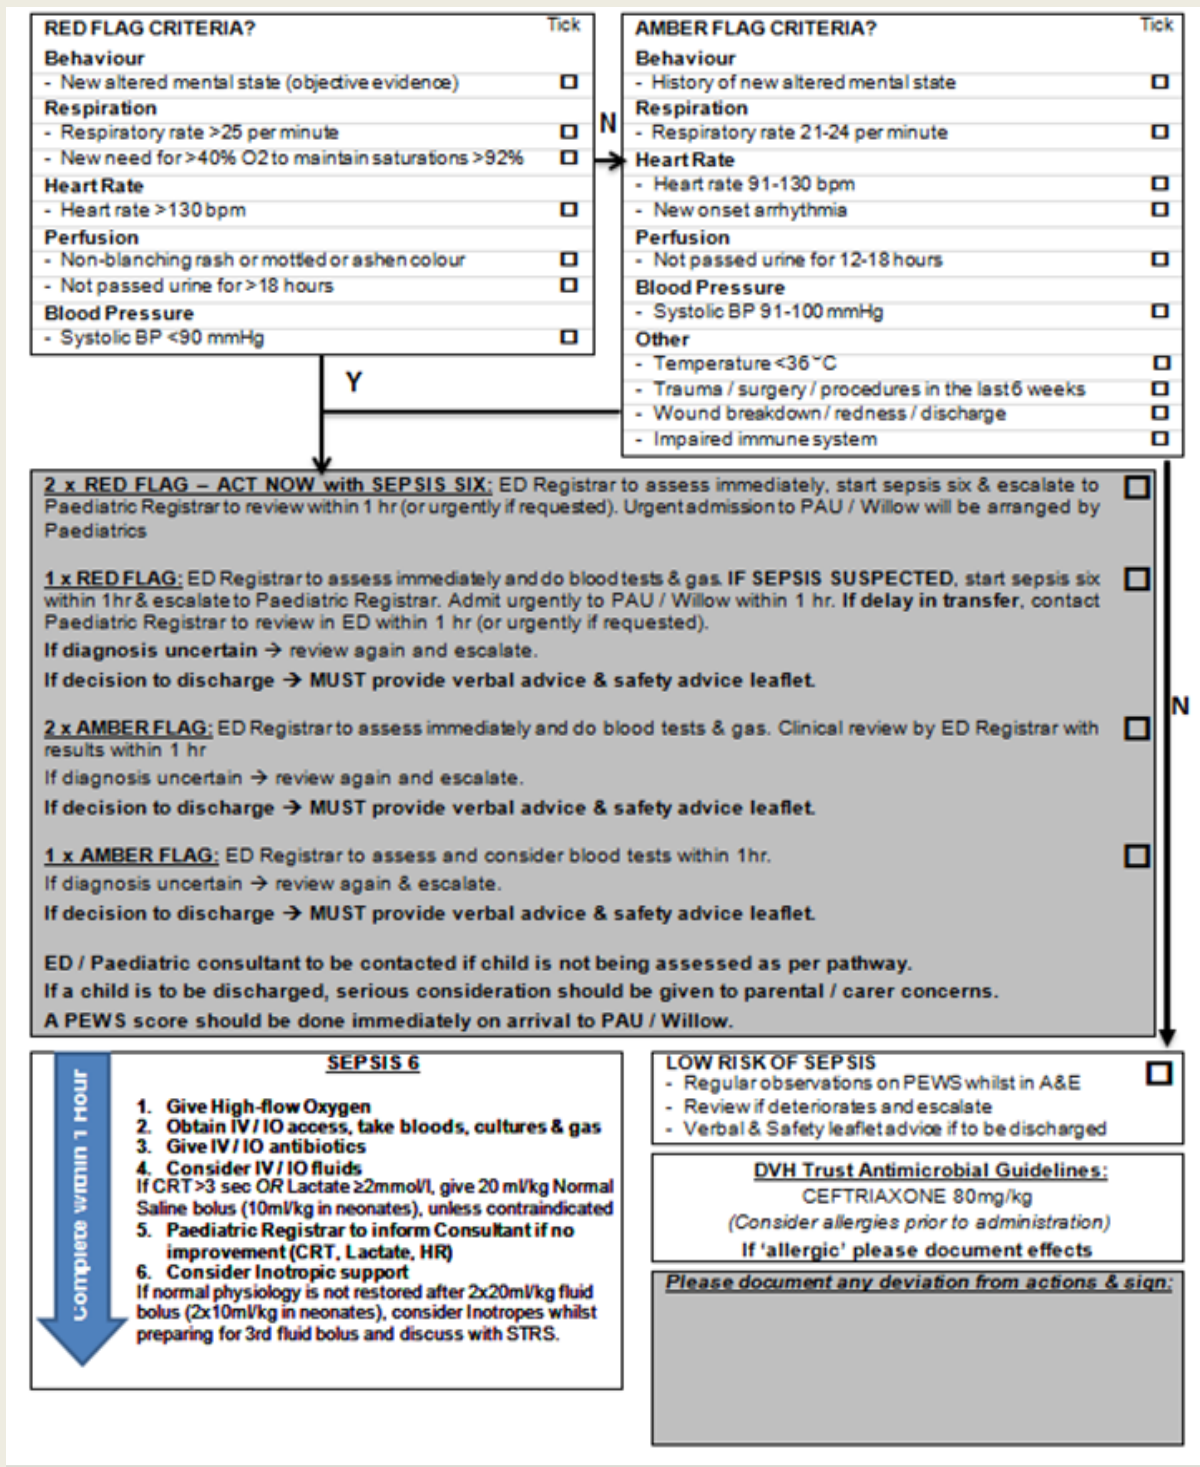 RED FLAG CRITERIA? Tick
Behaviour
- New altered mental state (objective evidence)
Respiration
- Respiratory rate >25 per minute
- New need for >40% O2 to maintain saturations >92%
Heart Rate
- Heart rate >130 bpm
Perfusion
- Non-blanching rash or mottled or ashen colour
- Not passed urine for >18 hours
Blood Pressure
- Systolic BP <90 mmHg
N
AMBER FLAG CRITERIA? Tick
Behaviour
- History of new altered mental state
Respiration
- Respiratory rate 21-24 per minute
Heart Rate
- Heart rate 91-130 bpm
- New onset arrhythmia
Perfusion
- Not passed urine for 12-18 hours
Blood Pressure
- Systolic BP 91-100 mmHg
Other
- Temperature <36°C
- Trauma / surgery / procedures in the last 6 weeks
- Wound breakdown / redness / discharge
- Impaired immune system
Y
2 x RED FLAG – ACT NOW with SEPSIS SIX: ED Registrar to assess immediately, start sepsis six & escalate to
Paediatric Registrar to review within 1 hr (or urgently if requested). Urgent admission to PAU / Willow will be arranged by
Paediatrics
1 x RED FLAG: ED Registrar to assess immediately and do blood tests & gas. IF SEPSIS SUSPECTED, start sepsis six
within 1hr & escalate to Paediatric Registrar. Admit urgently to PAU / Willow within 1 hr. If delay in transfer, contact
Paediatric Registrar to review in ED within 1 hr (or urgently if requested).
If diagnosis uncertain → review again and escalate.
If decision to discharge → MUST provide verbal advice & safety advice leaflet.
2 x AMBER FLAG: ED Registrar to assess immediately and do blood tests & gas. Clinical review by ED Registrar with
results within 1 hr
If diagnosis uncertain → review again and escalate.
If decision to discharge → MUST provide verbal advice & safety advice leaflet.
1 x AMBER FLAG: ED Registrar to assess and consider blood tests within 1hr.
If diagnosis uncertain → review again & escalate.
If decision to discharge → MUST provide verbal advice & safety advice leaflet.
ED / Paediatric consultant to be contacted if child is not being assessed as per pathway.
If a child is to be discharged, serious consideration should be given to parental / carer concerns.
A PEWS score should be done immediately on arrival to PAU / Willow.
N
Complete within 1 Hour
SEPSIS 6
1. Give High-flow Oxygen
2. Obtain IV / IO access, take bloods, cultures & gas
3. Give IV / IO antibiotics
4. Consider IV / IO fluids
If CRT >3 sec OR Lactate ≥2mmol/l, give 20 ml/kg Normal
Saline bolus (10ml/kg in neonates), unless contraindicated
5. Paediatric Registrar to inform Consultant if no
improvement (CRT, Lactate, HR)
6. Consider Inotropic support
If normal physiology is not restored after 2x20ml/kg fluid
bolus (2x10ml/kg in neonates), consider Inotropes whilst
preparing for 3rd fluid bolus and discuss with STRS.
LOW RISK OF SEPSIS
- Regular observations on PEWS whilst in A&E
- Review if deteriorates and escalate
- Verbal & Safety leaflet advice if to be discharged
DVH Trust Antimicrobial Guidelines:
CEFTRIAXONE 80mg/kg
(Consider allergies prior to administration)
If 'allergic' please document effects
Please document any deviation from actions & sign: